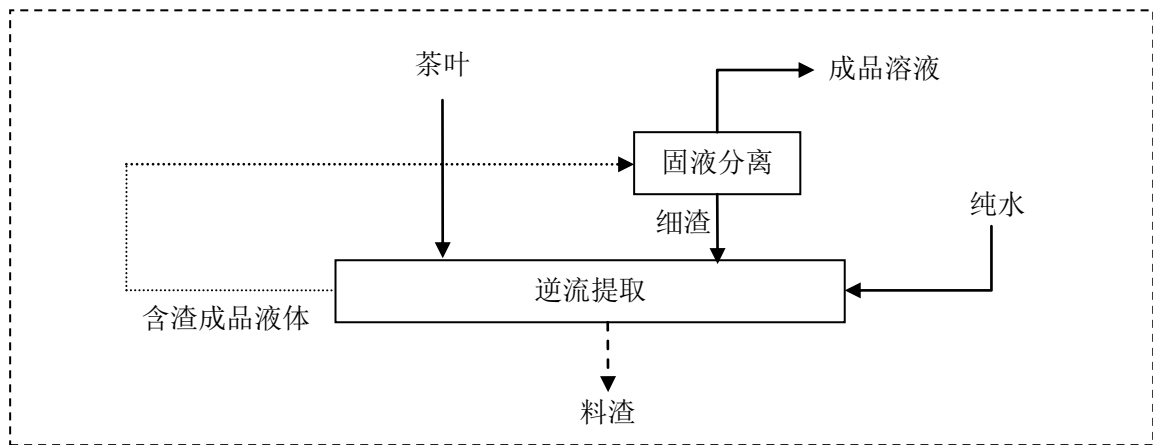 茶叶
成品溶液
固液分离
细渣
纯水
逆流提取
含渣成品液体
料渣